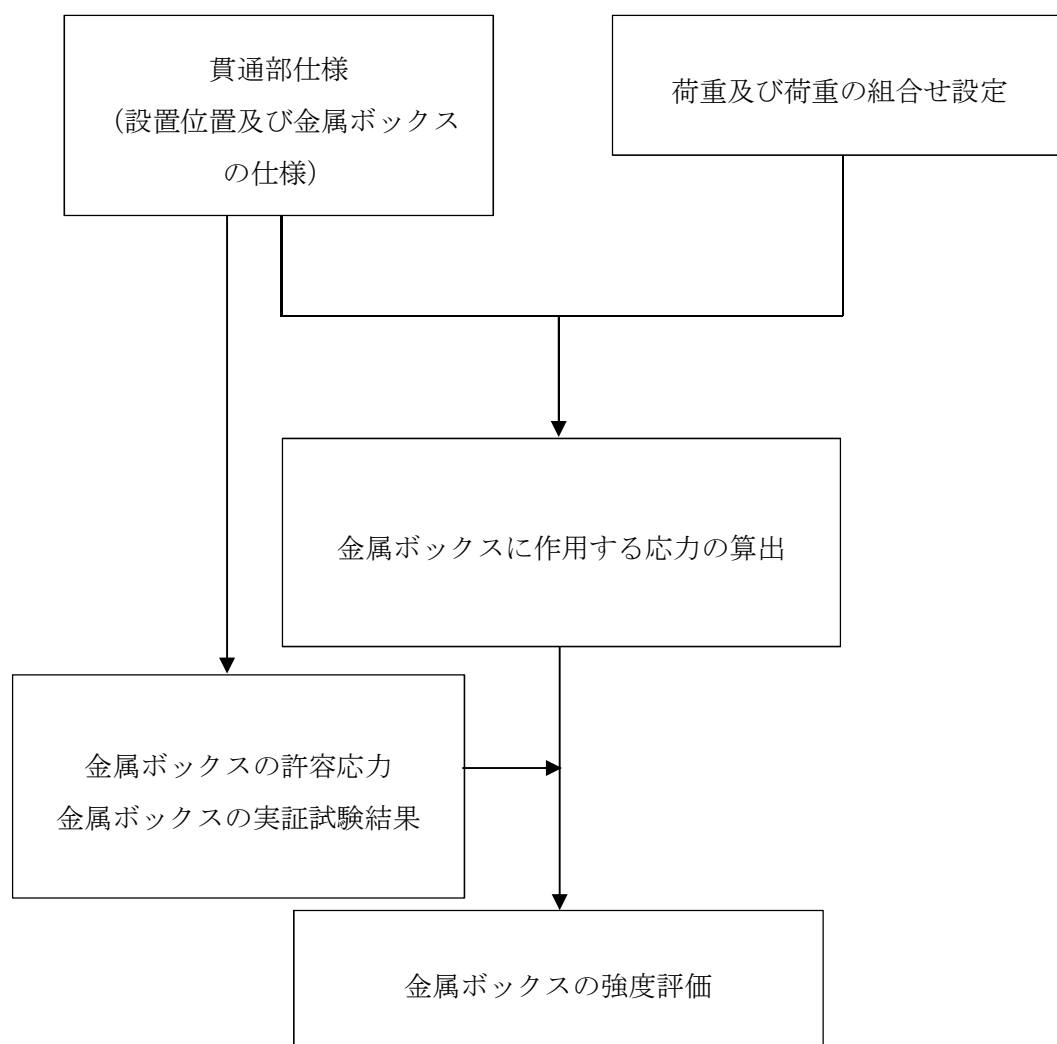 貫通部仕様
（設置位置及び金属ボックス
の仕様）
荷重及び荷重の組合せ設定
金属ボックスに作用する応力の算出
金属ボックスの許容応力
金属ボックスの実証試験結果
金属ボックスの強度評価